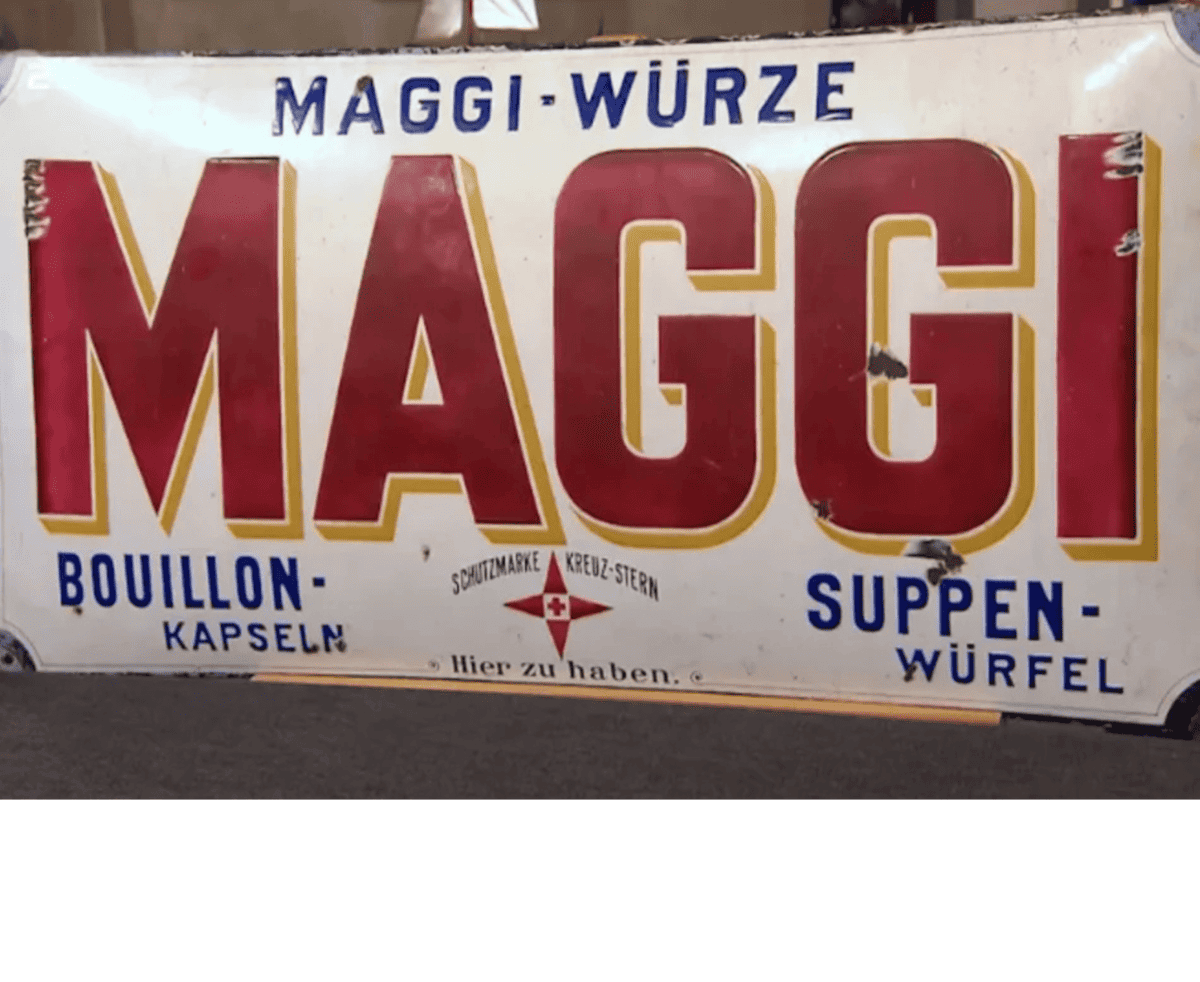 MAGGI-WÜRZE
MAGGI
BOUILLON-
KAPSELN
SCHUTZMARKE KREUZ-STERN
Hier zu haben.
SUPPEN-
WÜRFEL